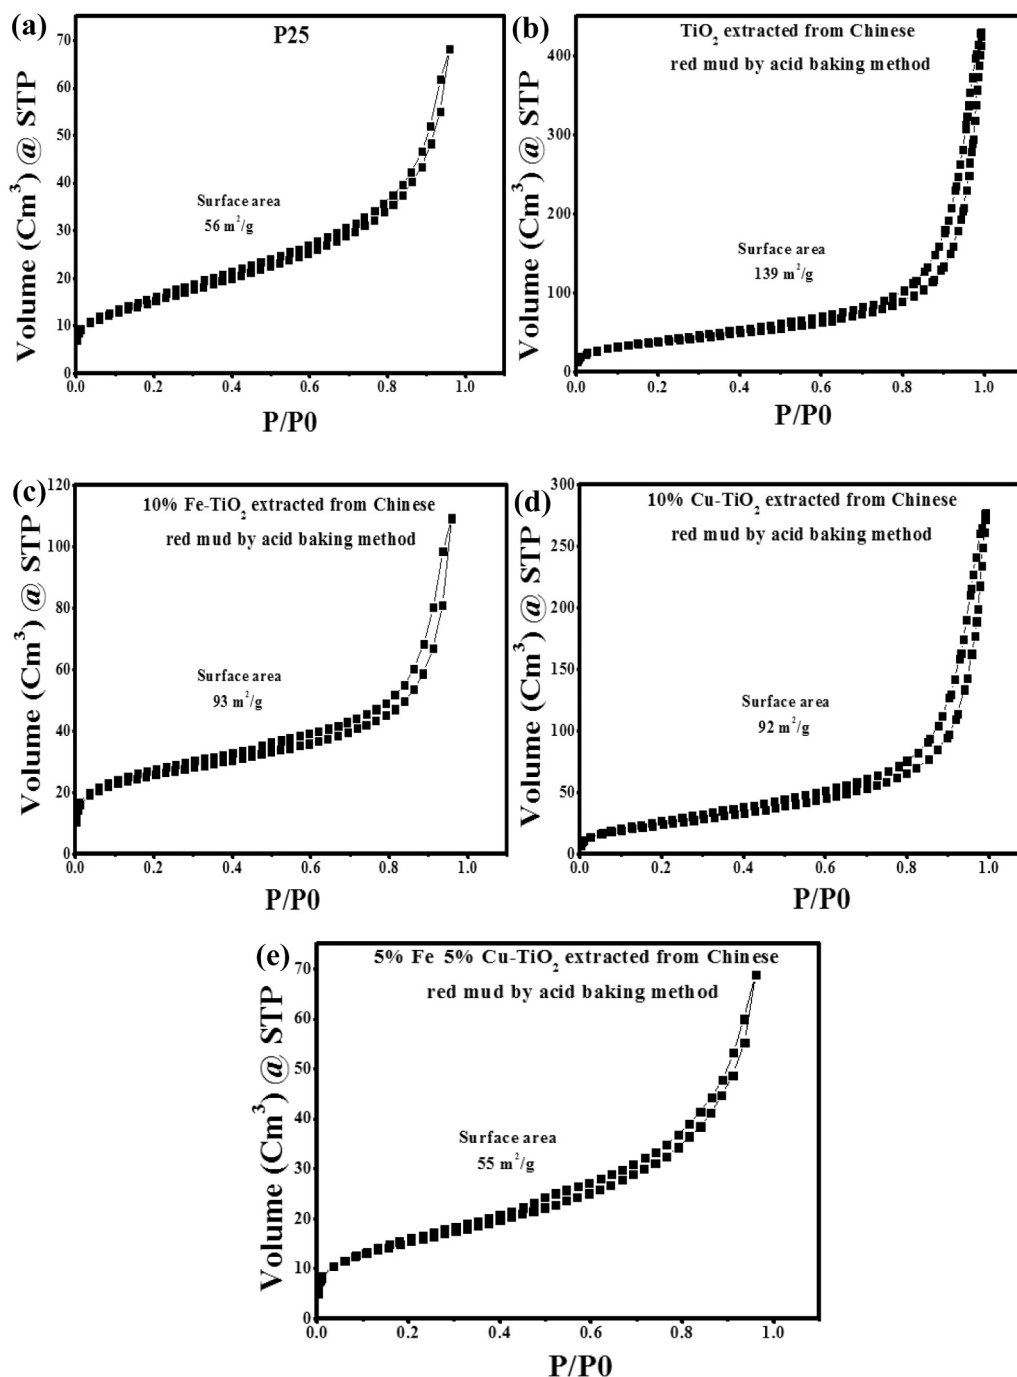 (a)
P25
Surface area
56 m²/g
Volume (Cm³) @ STP
70
60
50
40
30
20
10
0
0.0 0.2 0.4 0.6 0.8 1.0
P/P0
(b)
TiO₂ extracted from Chinese
red mud by acid baking method
Surface area
139 m²/g
Volume (Cm³) @ STP
400
300
200
100
0
0.0 0.2 0.4 0.6 0.8 1.0
P/P0
(c)
10% Fe-TiO₂ extracted from Chinese
red mud by acid baking method
Surface area
93 m²/g
Volume (Cm³) @ STP
120
100
80
60
40
20
0
0.0 0.2 0.4 0.6 0.8 1.0
P/P0
(d)
10% Cu-TiO₂ extracted from Chinese
red mud by acid baking method
Surface area
92 m²/g
Volume (Cm³) @ STP
300
250
200
150
100
50
0
0.0 0.2 0.4 0.6 0.8 1.0
P/P0
(e)
5% Fe 5% Cu-TiO₂ extracted from Chinese
red mud by acid baking method
Surface area
55 m²/g
Volume (Cm³) @ STP
70
60
50
40
30
20
10
0
0.0 0.2 0.4 0.6 0.8 1.0
P/P0